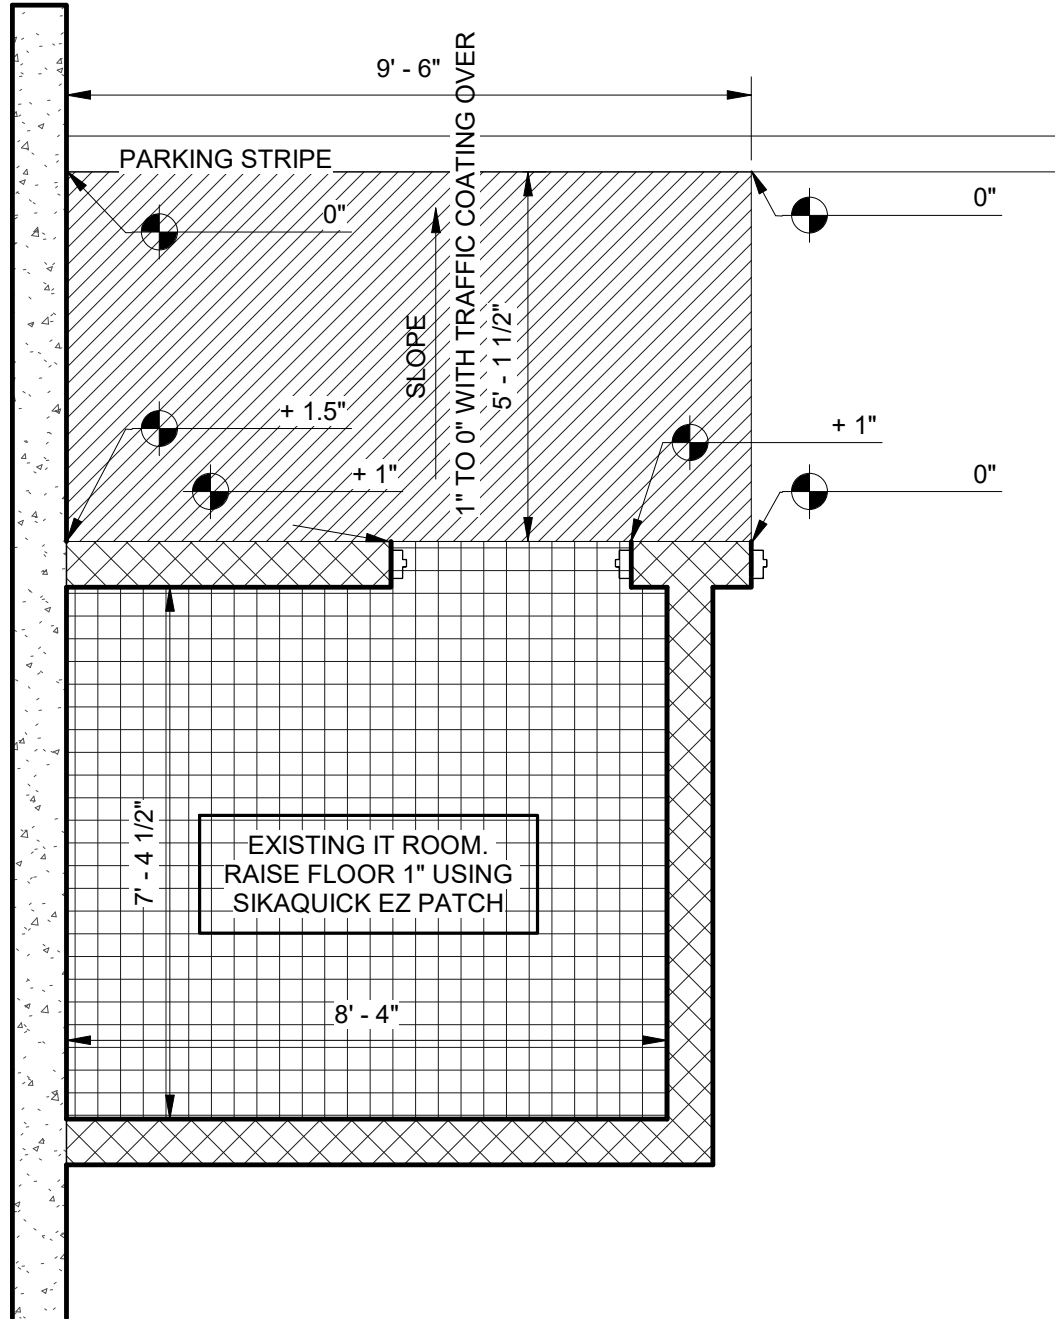 9' - 6"
PARKING STRIPE
0"
0"
SLOPE
1" TO 0" WITH TRAFFIC COATING OVER
5' - 1 1/2"
+ 1.5"
+ 1"
+ 1"
0"
7' - 4 1/2"
EXISTING IT ROOM.
RAISE FLOOR 1" USING
SIKAQUICK EZ PATCH
8' - 4"